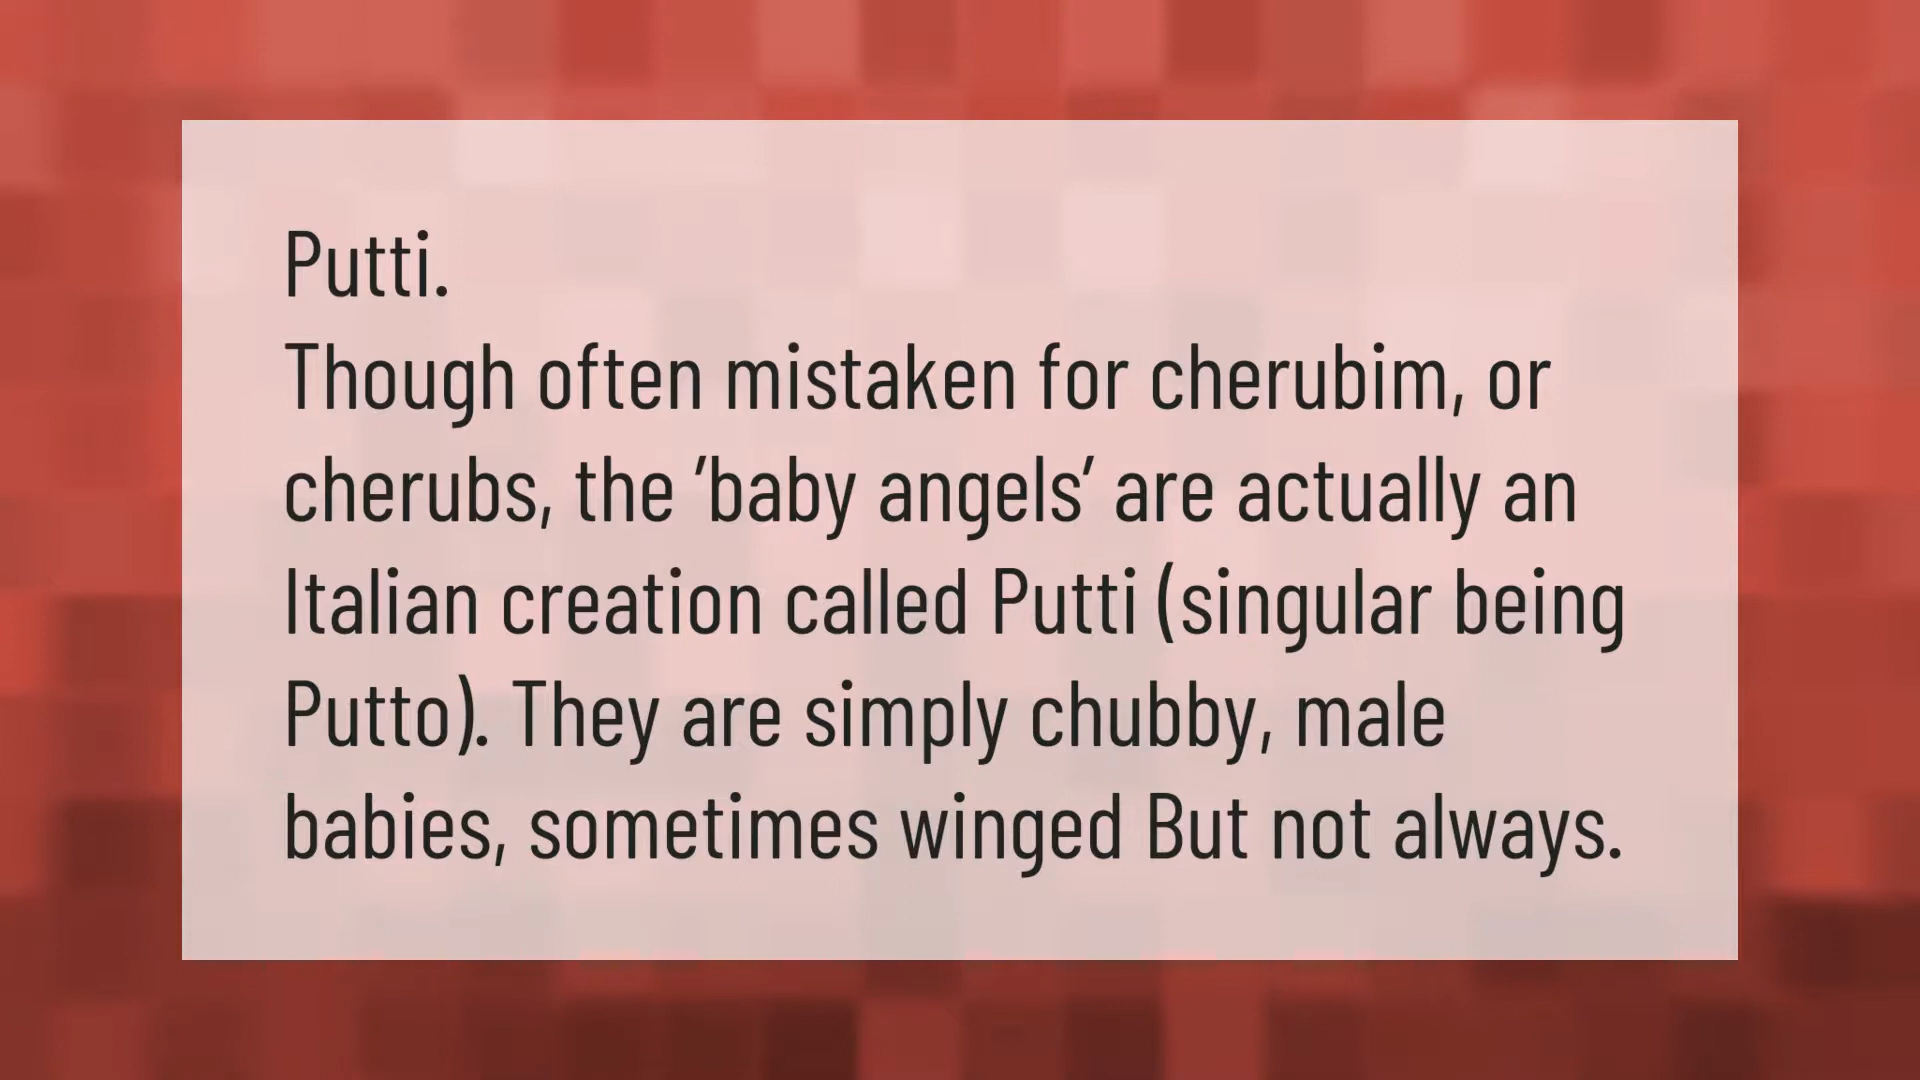 Putti.
Though often mistaken for cherubim, or
cherubs, the 'baby angels' are actually an
Italian creation called Putti (singular being
Putto). They are simply chubby, male
babies, sometimes winged But not always.